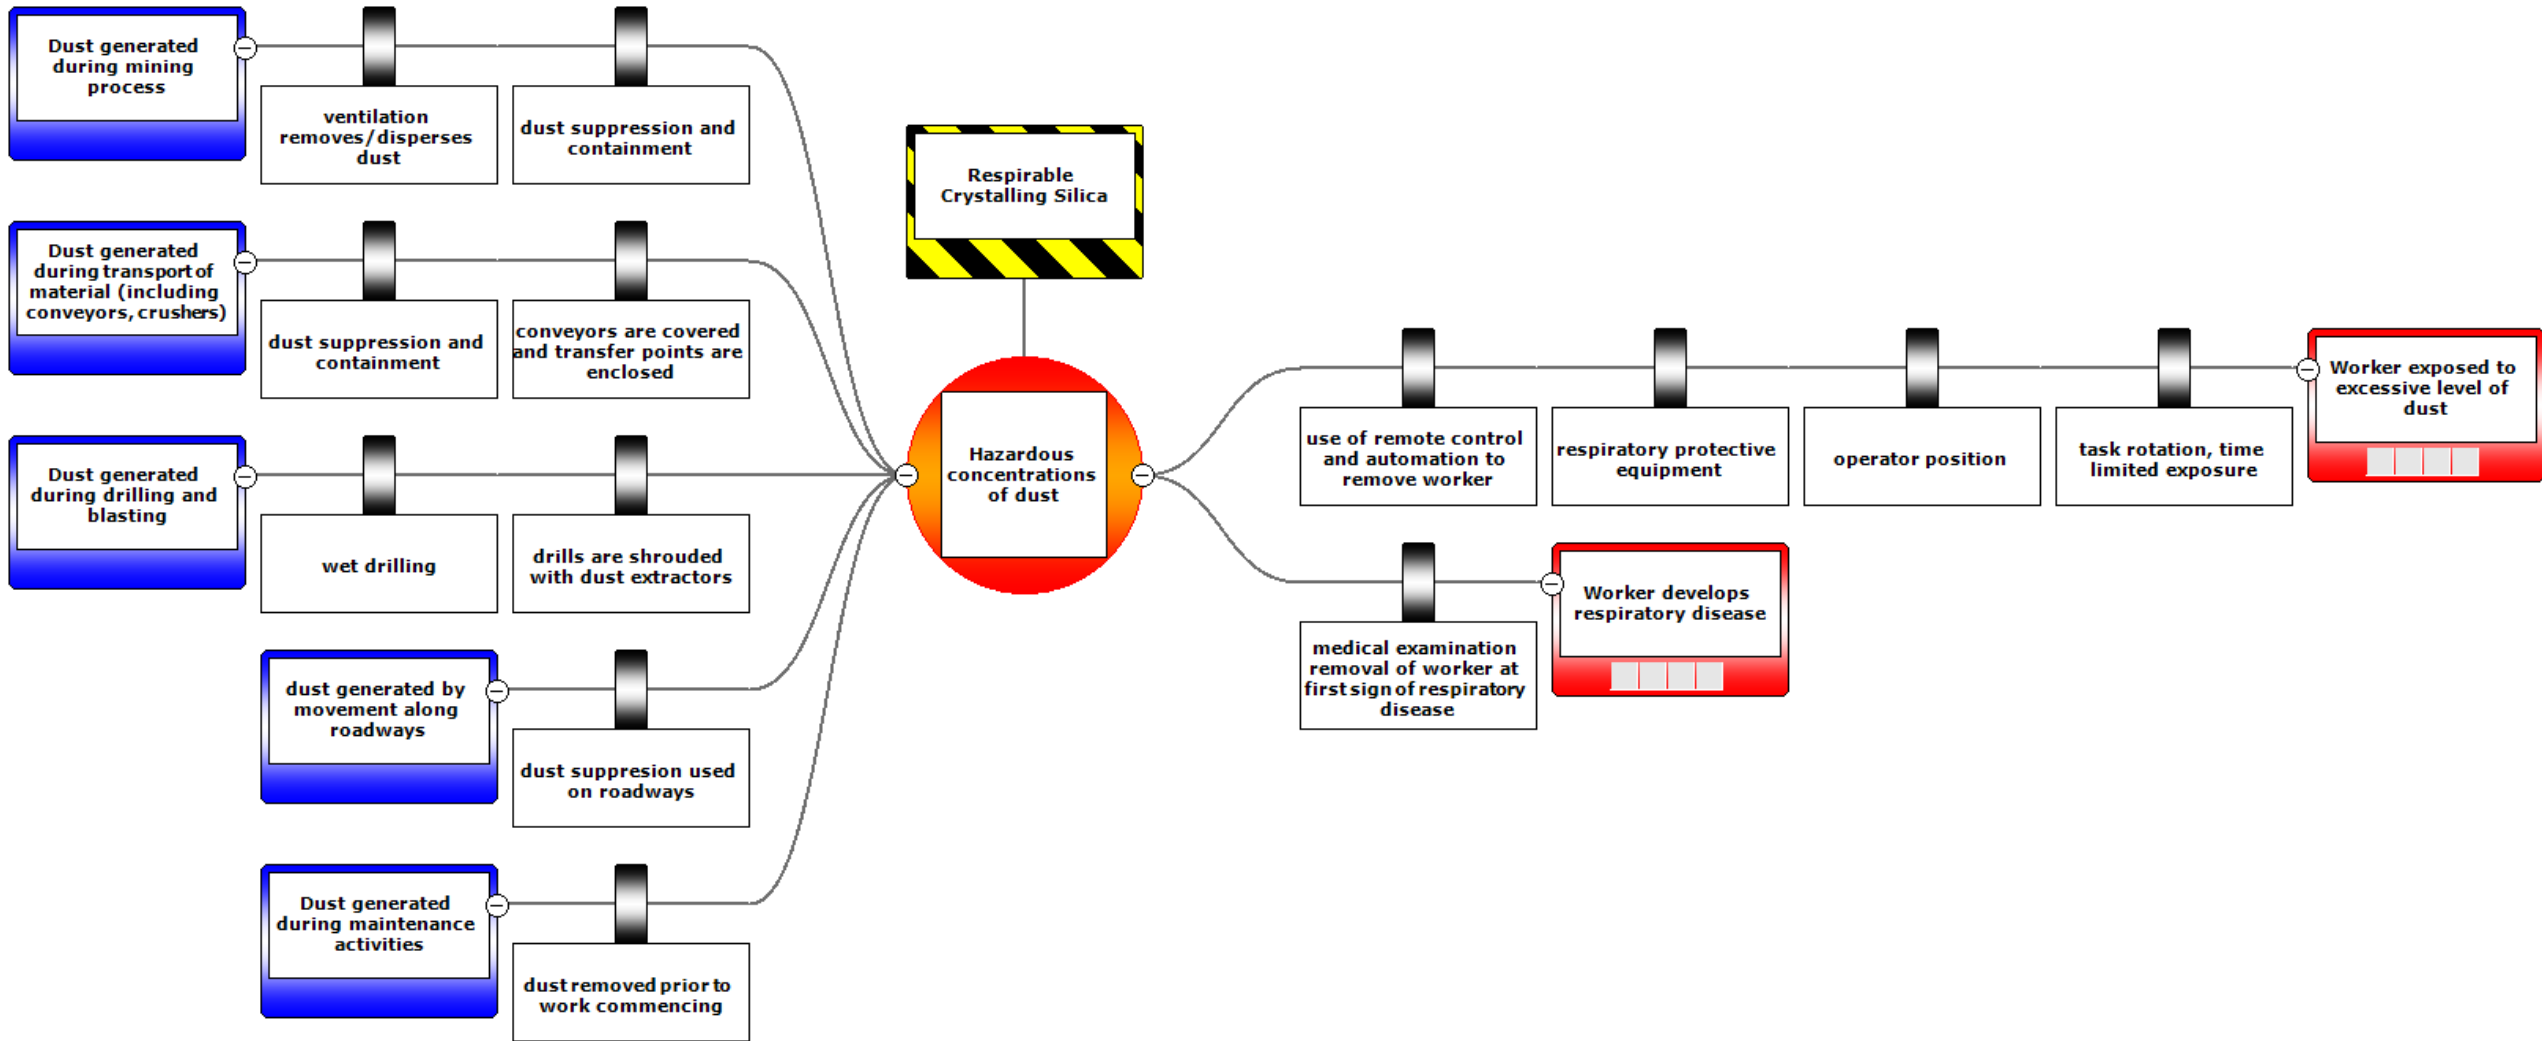 Dust generated
during mining
process
ventilation
removes/disperses
dust
dust suppression and
containment
Dust generated
during transport of
material (including
conveyors, crushers)
dust suppression and
containment
conveyors are covered
and transfer points are
enclosed
Dust generated
during drilling and
blasting
wet drilling
drills are shrouded
with dust extractors
dust generated by
movement along
roadways
dust suppresion used
on roadways
Dust generated
during maintenance
activities
dust removed prior to
work commencing
Respirable
Crystalling Silica
Hazardous
concentrations
of dust
use of remote control
and automation to
remove worker
respiratory protective
equipment
operator position
task rotation, time
limited exposure
Worker exposed to
excessive level of
dust
medical examination
removal of worker at
first sign of respiratory
disease
Worker develops
respiratory disease